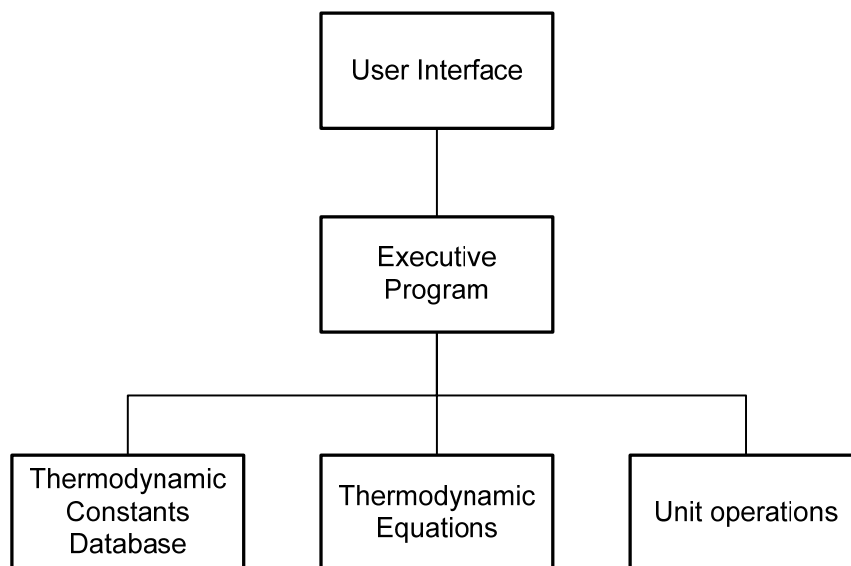 User Interface
Executive
Program
Thermodynamic
Constants
Database
Thermodynamic
Equations
Unit operations